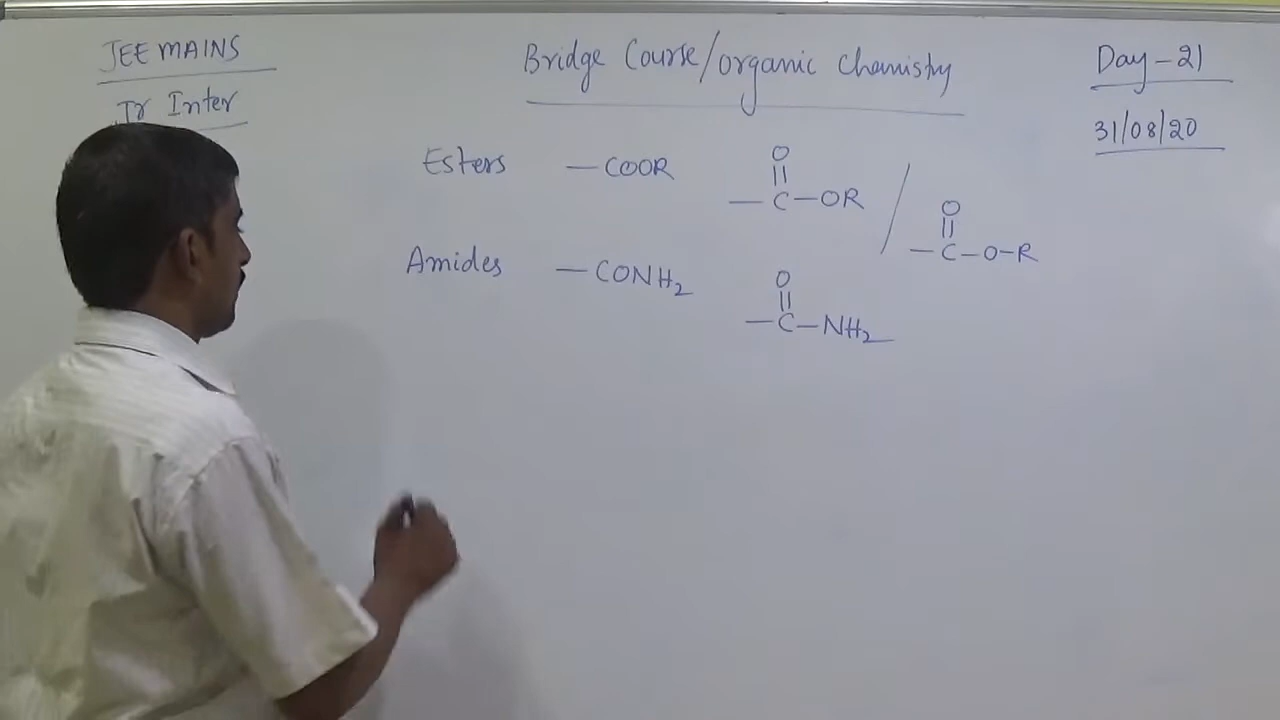 JEE MAINS
Jr Inter
Bridge Course/organic chemistry
Day-21
31/08/20
Esters —COOR
O
||
—C—OR /
O
||
—C—O—R
Amides —CONH₂
O
||
—C—NH₂